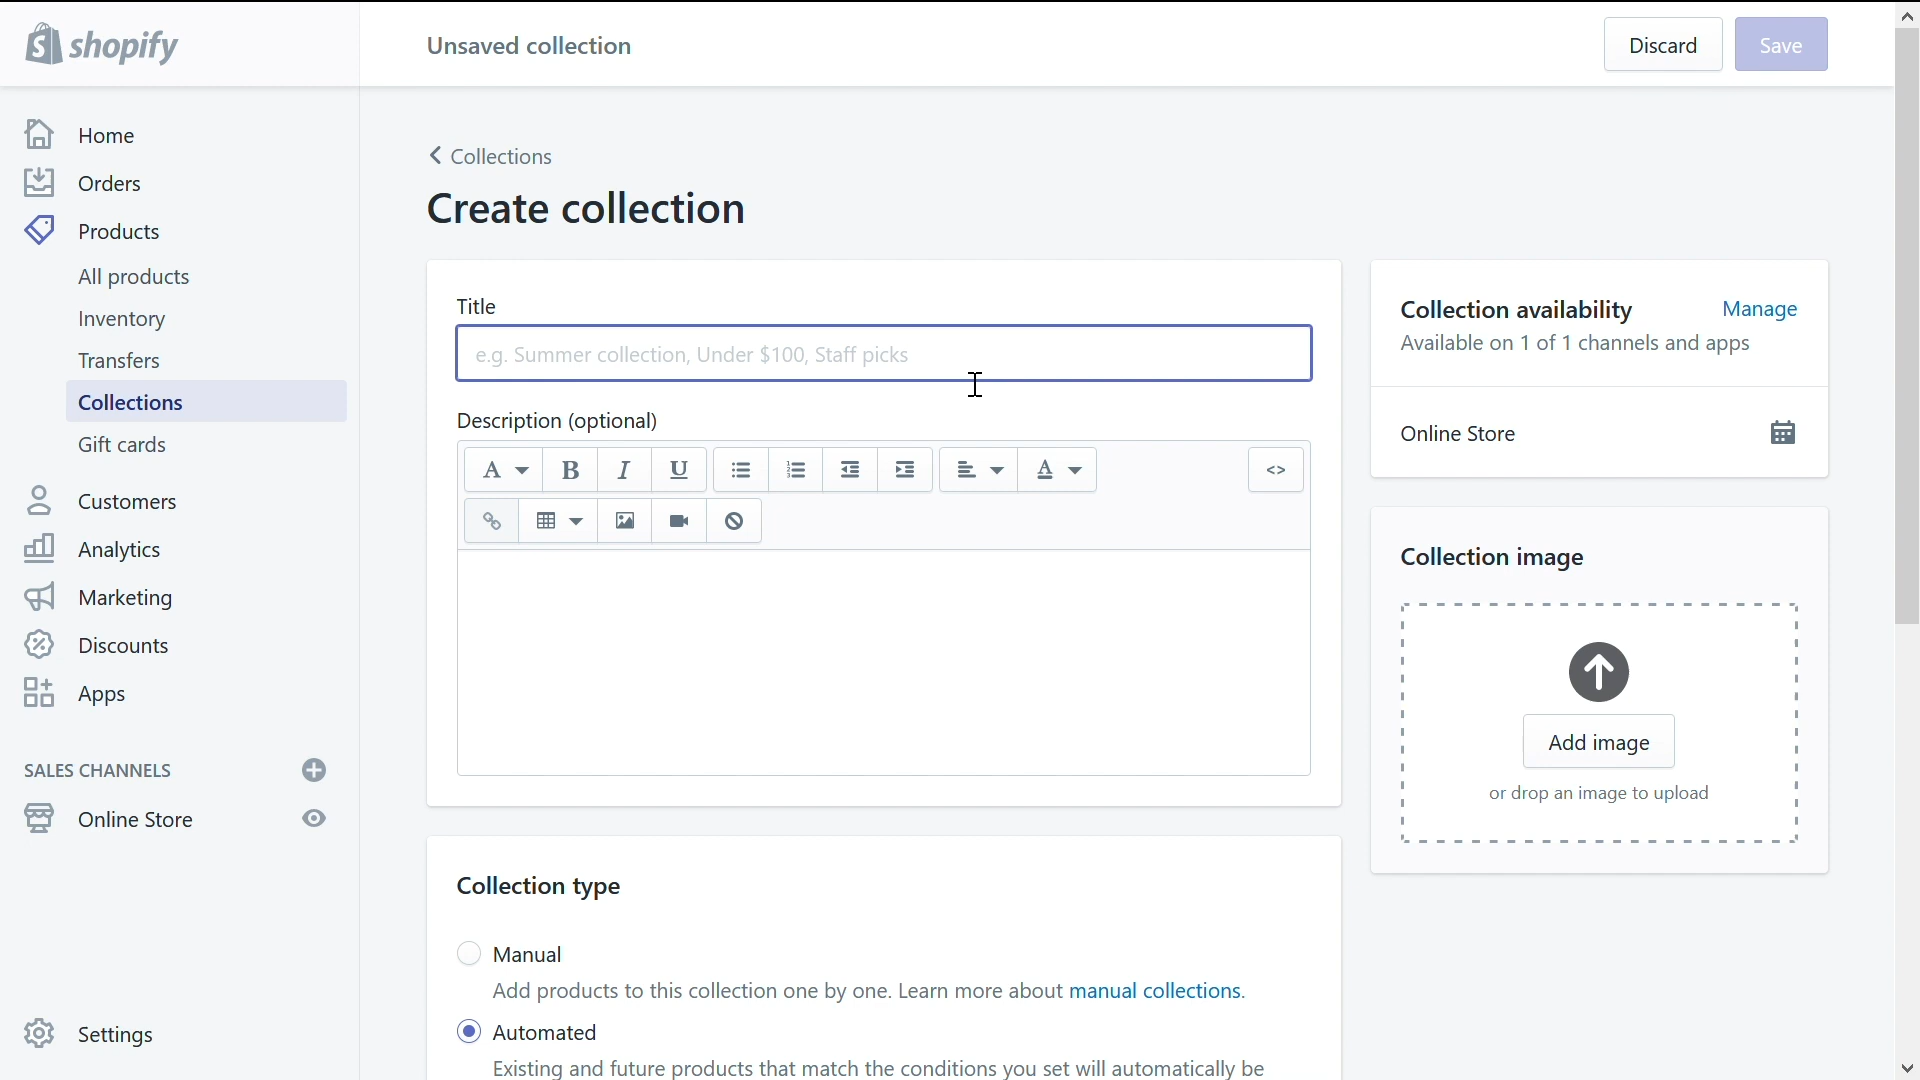 shopify
Unsaved collection
Discard
Save
Home
Orders
Products
All products
Inventory
Transfers
Collections
Gift cards
Customers
Analytics
Marketing
Discounts
Apps
SALES CHANNELS
Online Store
Settings
Collections
Create collection
Title
e.g. Summer collection, Under $100, Staff picks
Description (optional)
A B I U A <>
Collection type
Manual
Add products to this collection one by one. Learn more about manual collections.
Automated
Existing and future products that match the conditions you set will automatically be
Collection availability
Manage
Available on 1 of 1 channels and apps
Online Store
Collection image
Add image
or drop an image to upload